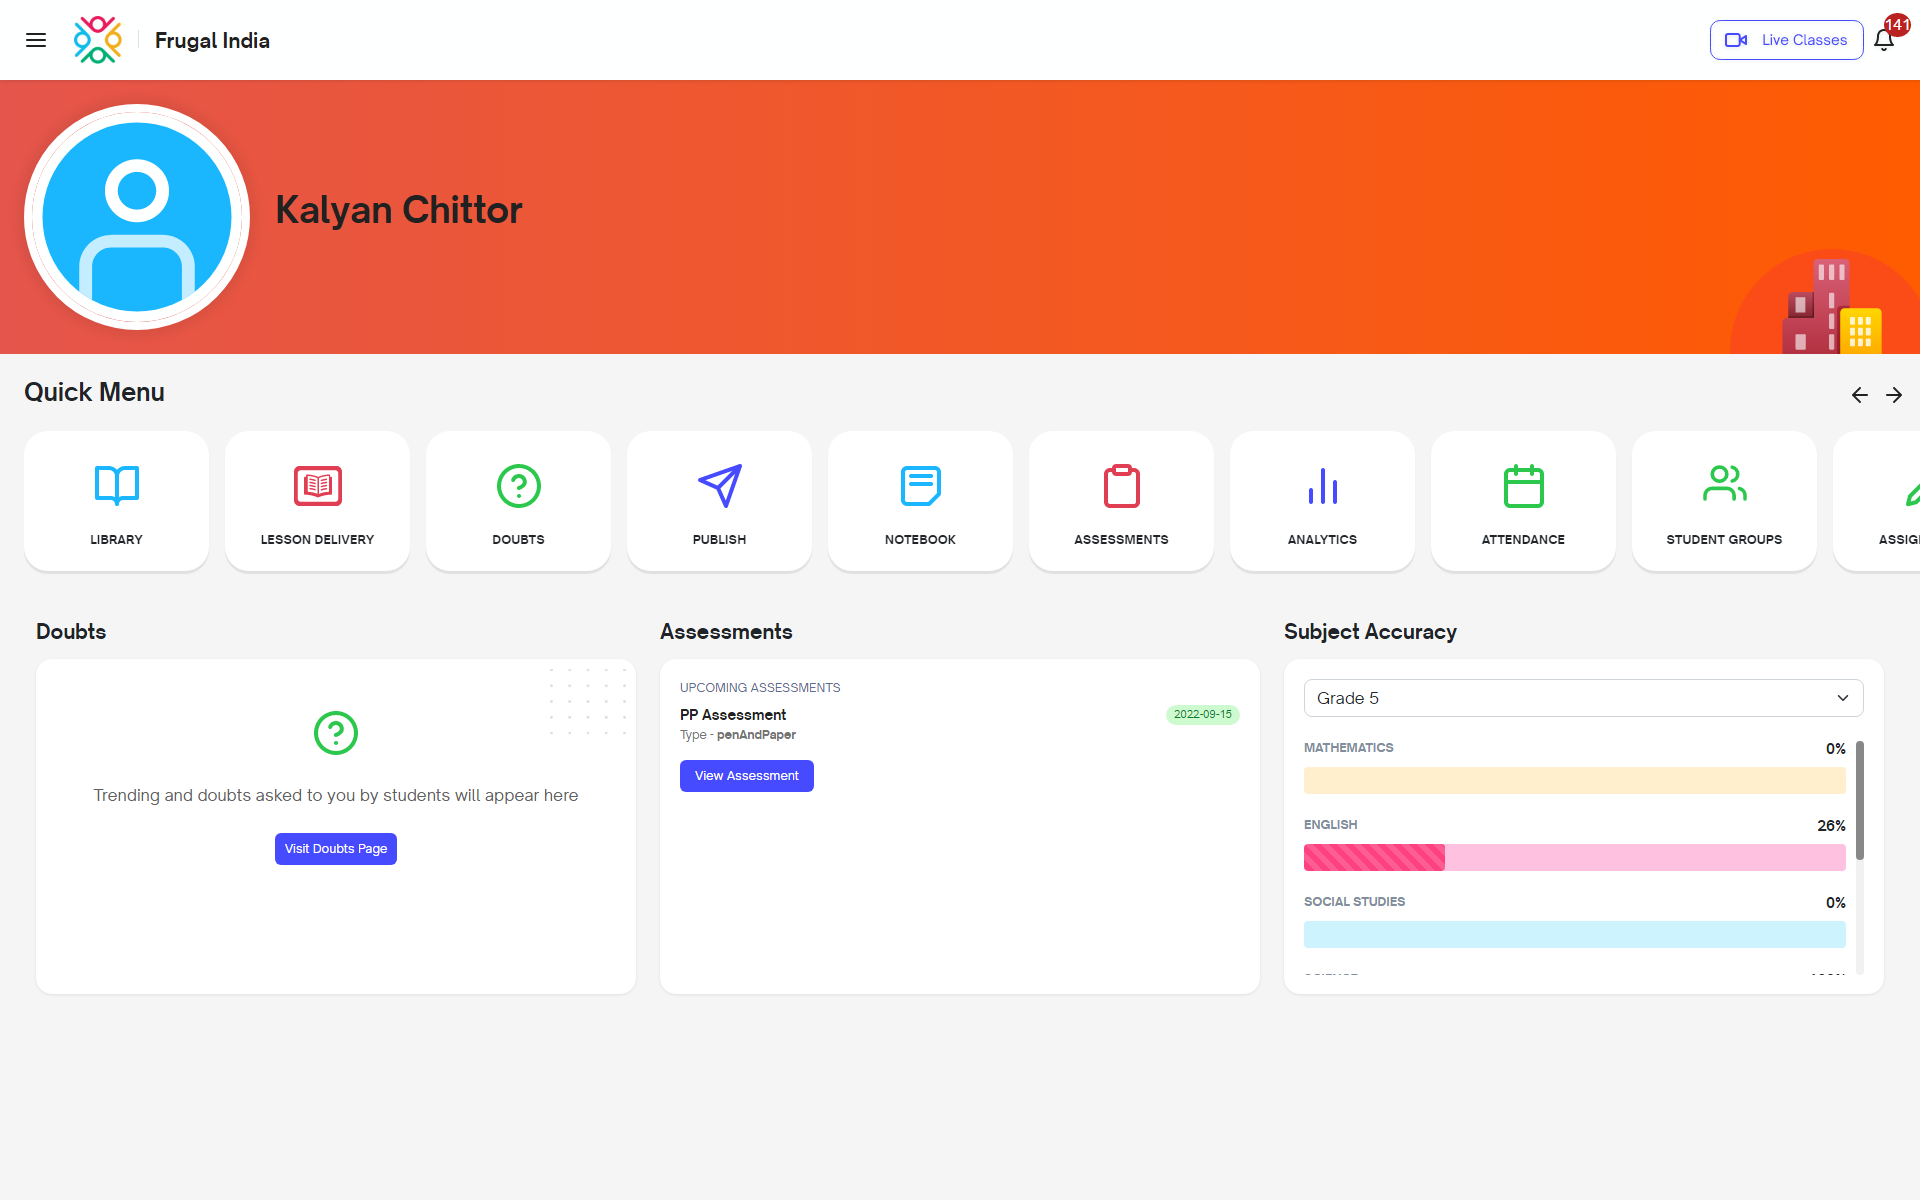 Frugal India
Live Classes
141
Kalyan Chittor
Quick Menu
LIBRARY
LESSON DELIVERY
DOUBTS
PUBLISH
NOTEBOOK
ASSESSMENTS
ANALYTICS
ATTENDANCE
STUDENT GROUPS
Doubts
Trending and doubts asked to you by students will appear here
Visit Doubts Page
Assessments
UPCOMING ASSESSMENTS
PP Assessment
2022-09-15
Type - penAndPaper
View Assessment
Subject Accuracy
Grade 5
MATHEMATICS 0%
ENGLISH 26%
SOCIAL STUDIES 0%